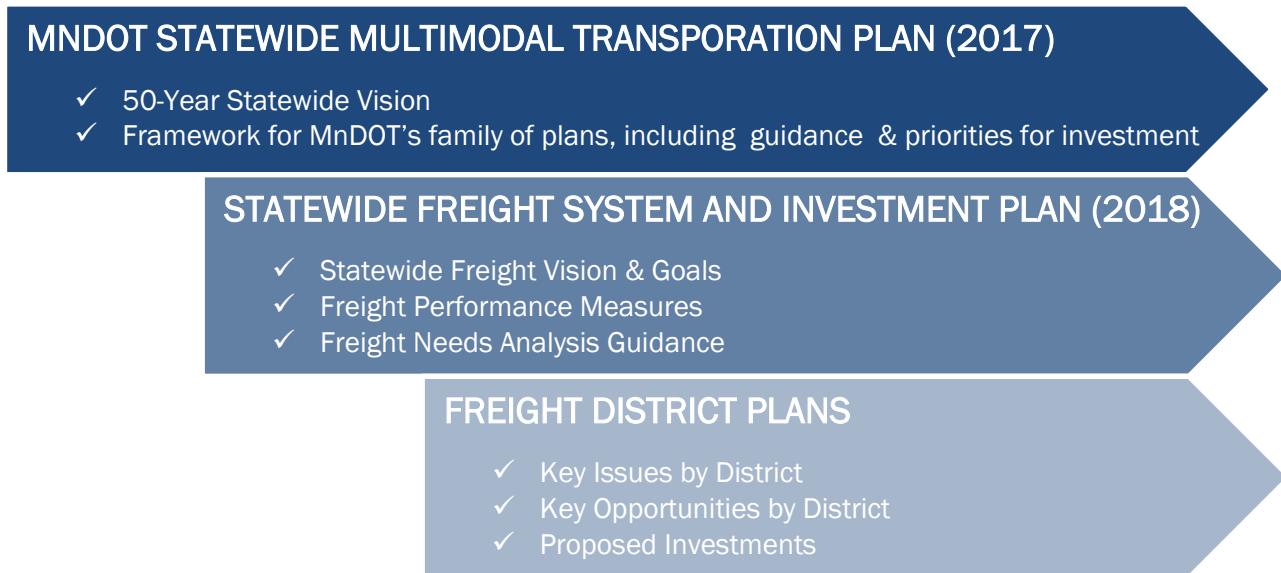 MNDOT STATEWIDE MULTIMODAL TRANSPORATION PLAN (2017)
✓ 50-Year Statewide Vision
✓ Framework for MnDOT’s family of plans, including guidance & priorities for investment
STATEWIDE FREIGHT SYSTEM AND INVESTMENT PLAN (2018)
✓ Statewide Freight Vision & Goals
✓ Freight Performance Measures
✓ Freight Needs Analysis Guidance
FREIGHT DISTRICT PLANS
✓ Key Issues by District
✓ Key Opportunities by District
✓ Proposed Investments